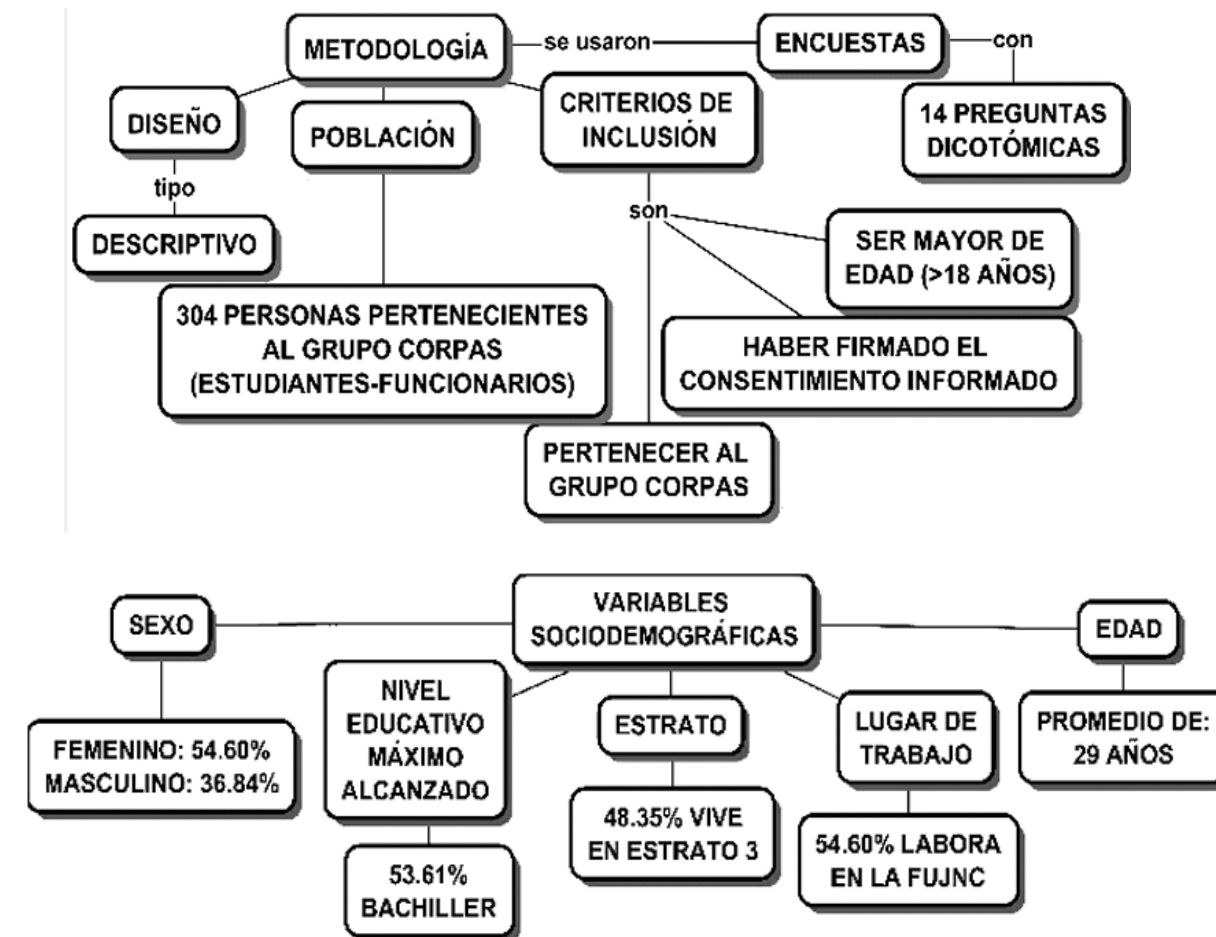 METODOLOGÍA
se usaron
ENCUESTAS
con
14 PREGUNTAS
DICOTÓMICAS
DISEÑO
tipo
DESCRIPTIVO
POBLACIÓN
304 PERSONAS PERTENECIENTES
AL GRUPO CORPAS
(ESTUDIANTES-FUNCIONARIOS)
CRITERIOS DE
INCLUSIÓN
son
SER MAYOR DE
EDAD (>18 AÑOS)
HABER FIRMADO EL
CONSENTIMIENTO INFORMADO
PERTENECER AL
GRUPO CORPAS
VARIABLES
SOCIODEMOGRÁFICAS
SEXO
FEMENINO: 54.60%
MASCULINO: 36.84%
NIVEL
EDUCATIVO
MÁXIMO
ALCANZADO
53.61%
BACHILLER
ESTRATO
48.35% VIVE
EN ESTRATO 3
LUGAR DE
TRABAJO
54.60% LABORA
EN LA FUJNC
EDAD
PROMEDIO DE:
29 AÑOS